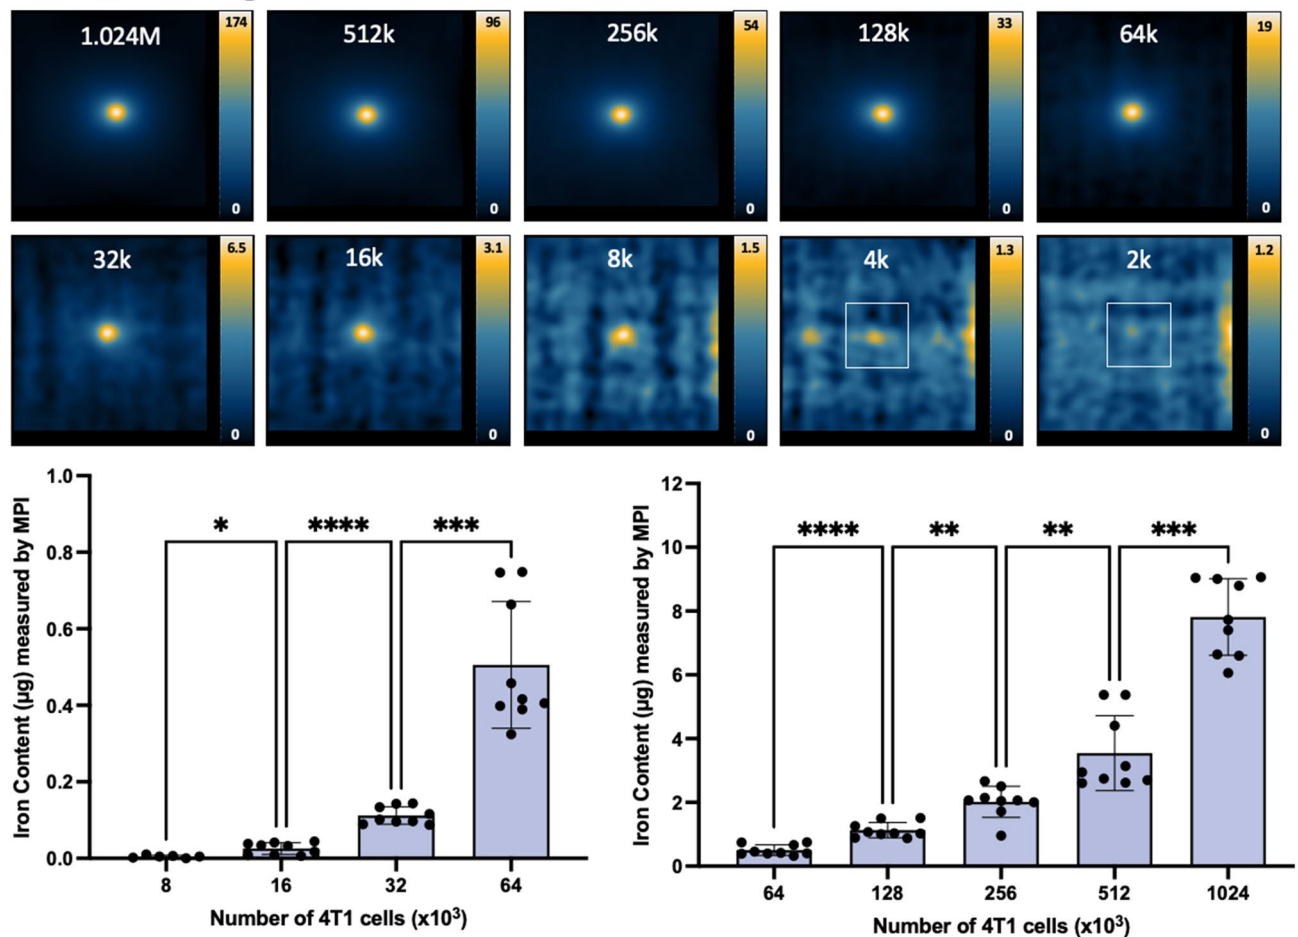 1.024M 174 0
512k 96 0
256k 54 0
128k 33 0
64k 19 0
32k 6.5 0
16k 3.1 0
8k 1.5 0
4k 1.3 0
2k 1.2 0
Iron Content (µg) measured by MPI
1.0
0.8
0.6
0.4
0.2
0.0
* **** ***
8 16 32 64
Number of 4T1 cells (x10³)
Iron Content (µg) measured by MPI
12
10
8
6
4
2
0
**** ** ** ***
64 128 256 512 1024
Number of 4T1 cells (x10³)